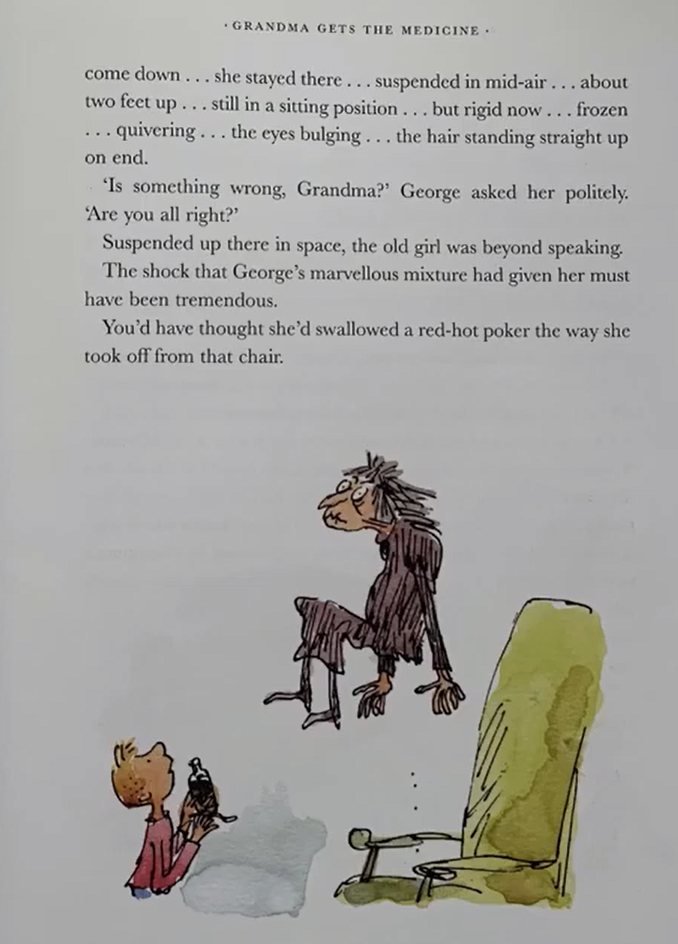 · GRANDMA GETS THE MEDICINE ·
come down . . . she stayed there . . . suspended in mid-air . . . about
two feet up . . . still in a sitting position . . . but rigid now . . . frozen
. . . quivering . . . the eyes bulging . . . the hair standing straight up
on end.
‘Is something wrong, Grandma?’ George asked her politely.
‘Are you all right?’
Suspended up there in space, the old girl was beyond speaking.
The shock that George’s marvellous mixture had given her must
have been tremendous.
You’d have thought she’d swallowed a red-hot poker the way she
took off from that chair.